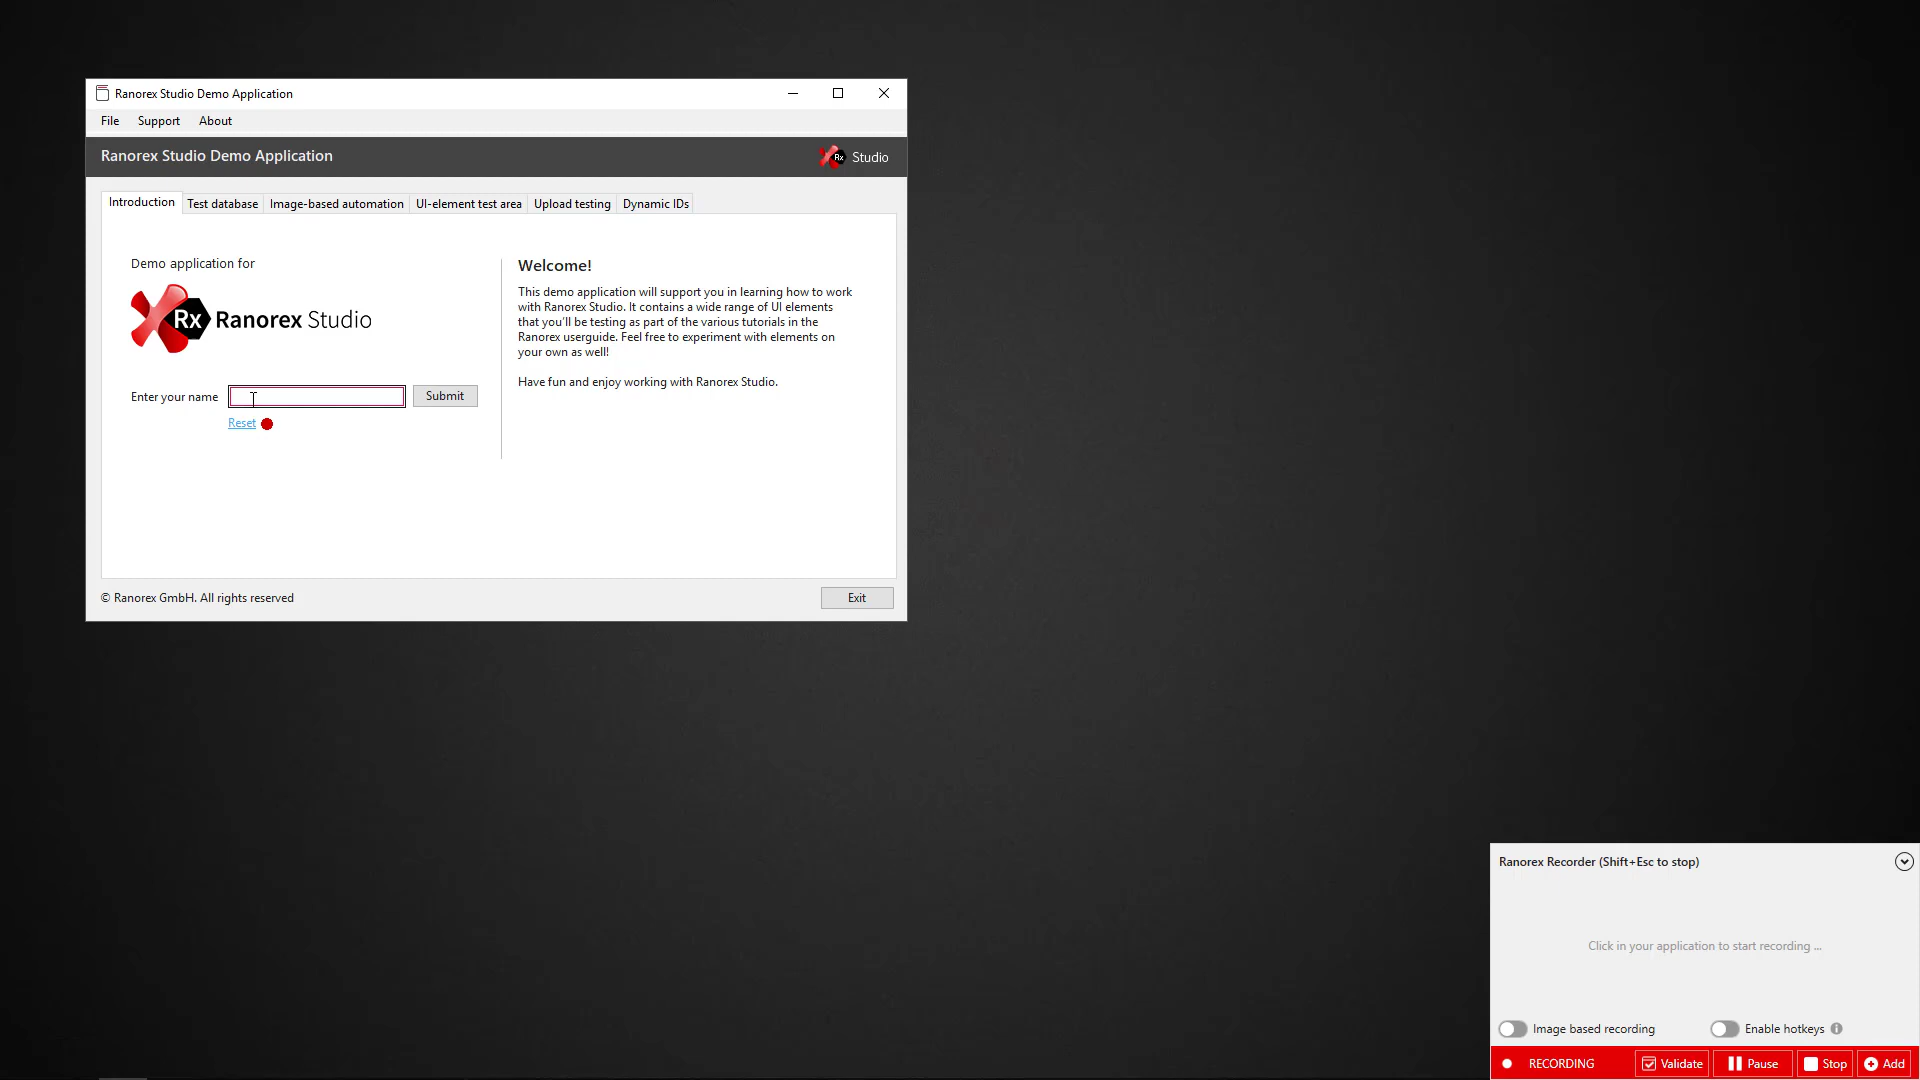 Ranorex Studio Demo Application
File Support About
Ranorex Studio Demo Application
Rx Studio
Introduction Test database Image-based automation UI-element test area Upload testing Dynamic IDs
Demo application for
Rx Ranorex Studio
Enter your name Submit
Reset
Welcome!
This demo application will support you in learning how to work
with Ranorex Studio. It contains a wide range of UI elements
that you'll be testing as part of the various tutorials in the
Ranorex userguide. Feel free to experiment with elements on
your own as well!
Have fun and enjoy working with Ranorex Studio.
© Ranorex GmbH. All rights reserved
Exit
Ranorex Recorder (Shift+Esc to stop)
Click in your application to start recording ...
Image based recording Enable hotkeys
RECORDING Validate Pause Stop Add